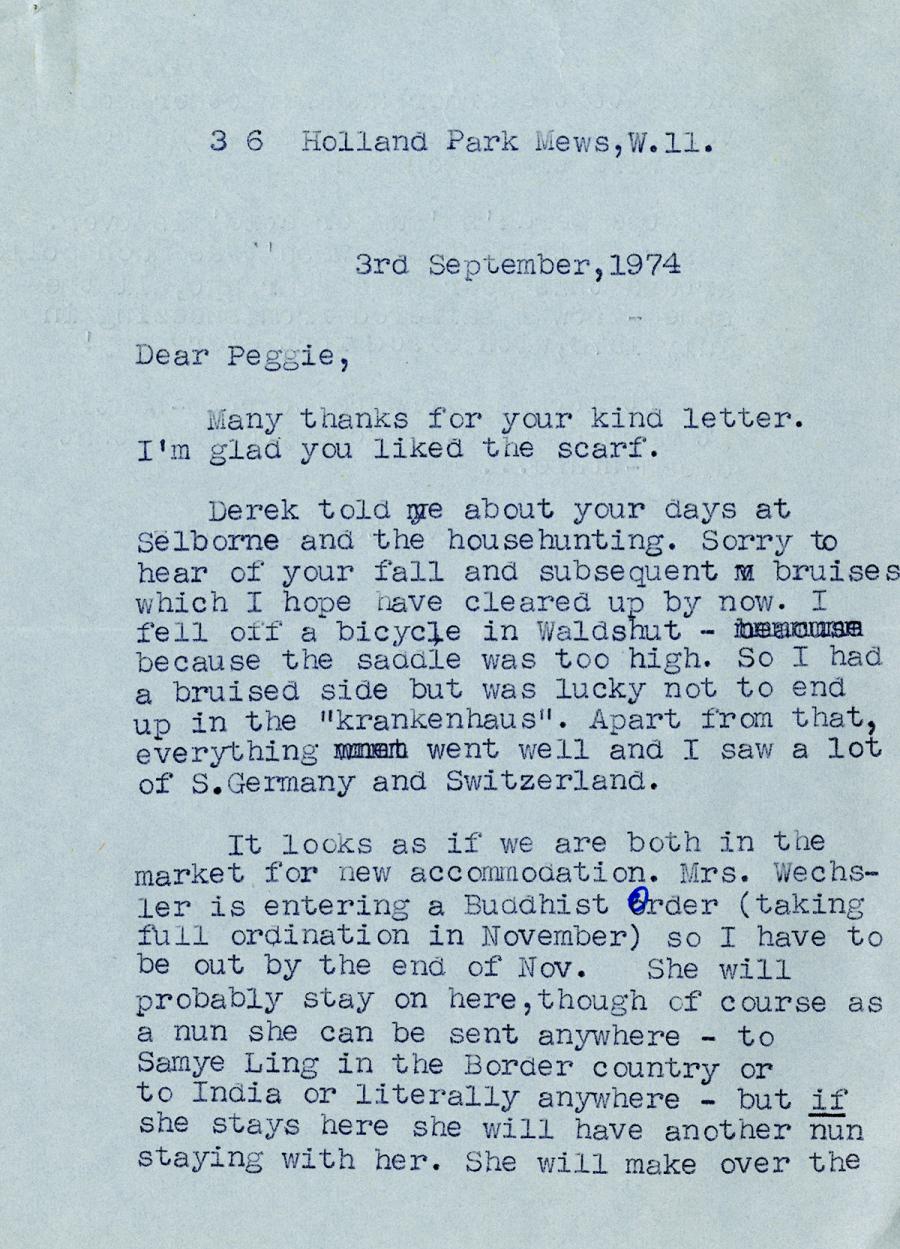 3 6 Holland Park Mews,W.11.
3rd September,1974
Dear Peggie,
Many thanks for your kind letter.
I'm glad you liked the scarf.
Derek told me about your days at
Selborne and the househunting. Sorry to
hear of your fall and subsequent bruises
which I hope have cleared up by now. I
fell off a bicycle in Waldshut -
because the saddle was too high. So I had
a bruised side but was lucky not to end
up in the "krankenhaus". Apart from that,
everything went well and I saw a lot
of S.Germany and Switzerland.
It looks as if we are both in the
market for new accommodation. Mrs. Wechs-
ler is entering a Buddhist Order (taking
full ordination in November) so I have to
be out by the end of Nov. She will
probably stay on here,though of course as
a nun she can be sent anywhere - to
Samye Ling in the Border country or
to India or literally anywhere - but if
she stays here she will have another nun
staying with her. She will make over the